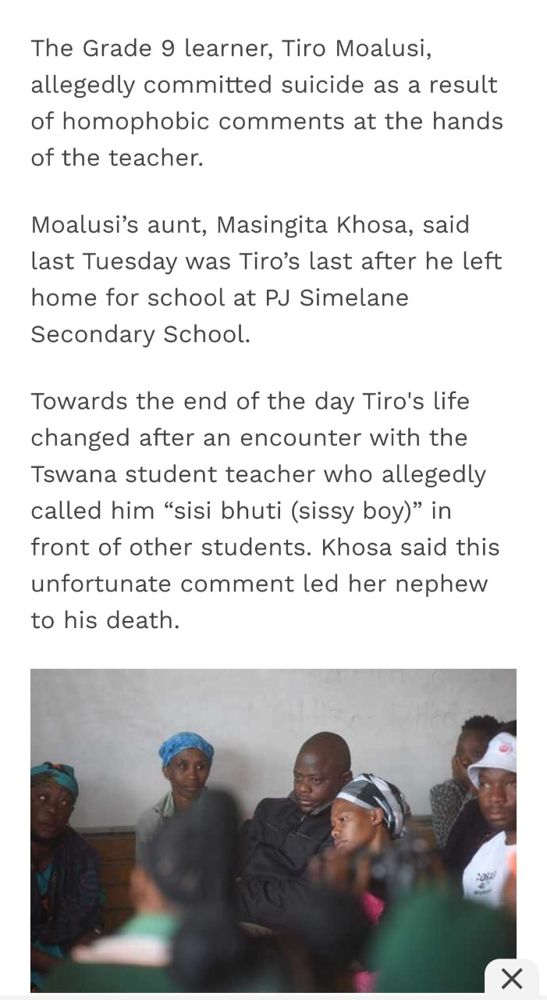 The Grade 9 learner, Tiro Moalusi,
allegedly committed suicide as a result
of homophobic comments at the hands
of the teacher.
Moalusi’s aunt, Masingita Khosa, said
last Tuesday was Tiro’s last after he left
home for school at PJ Simelane
Secondary School.
Towards the end of the day Tiro's life
changed after an encounter with the
Tswana student teacher who allegedly
called him “sisi bhuti (sissy boy)” in
front of other students. Khosa said this
unfortunate comment led her nephew
to his death.